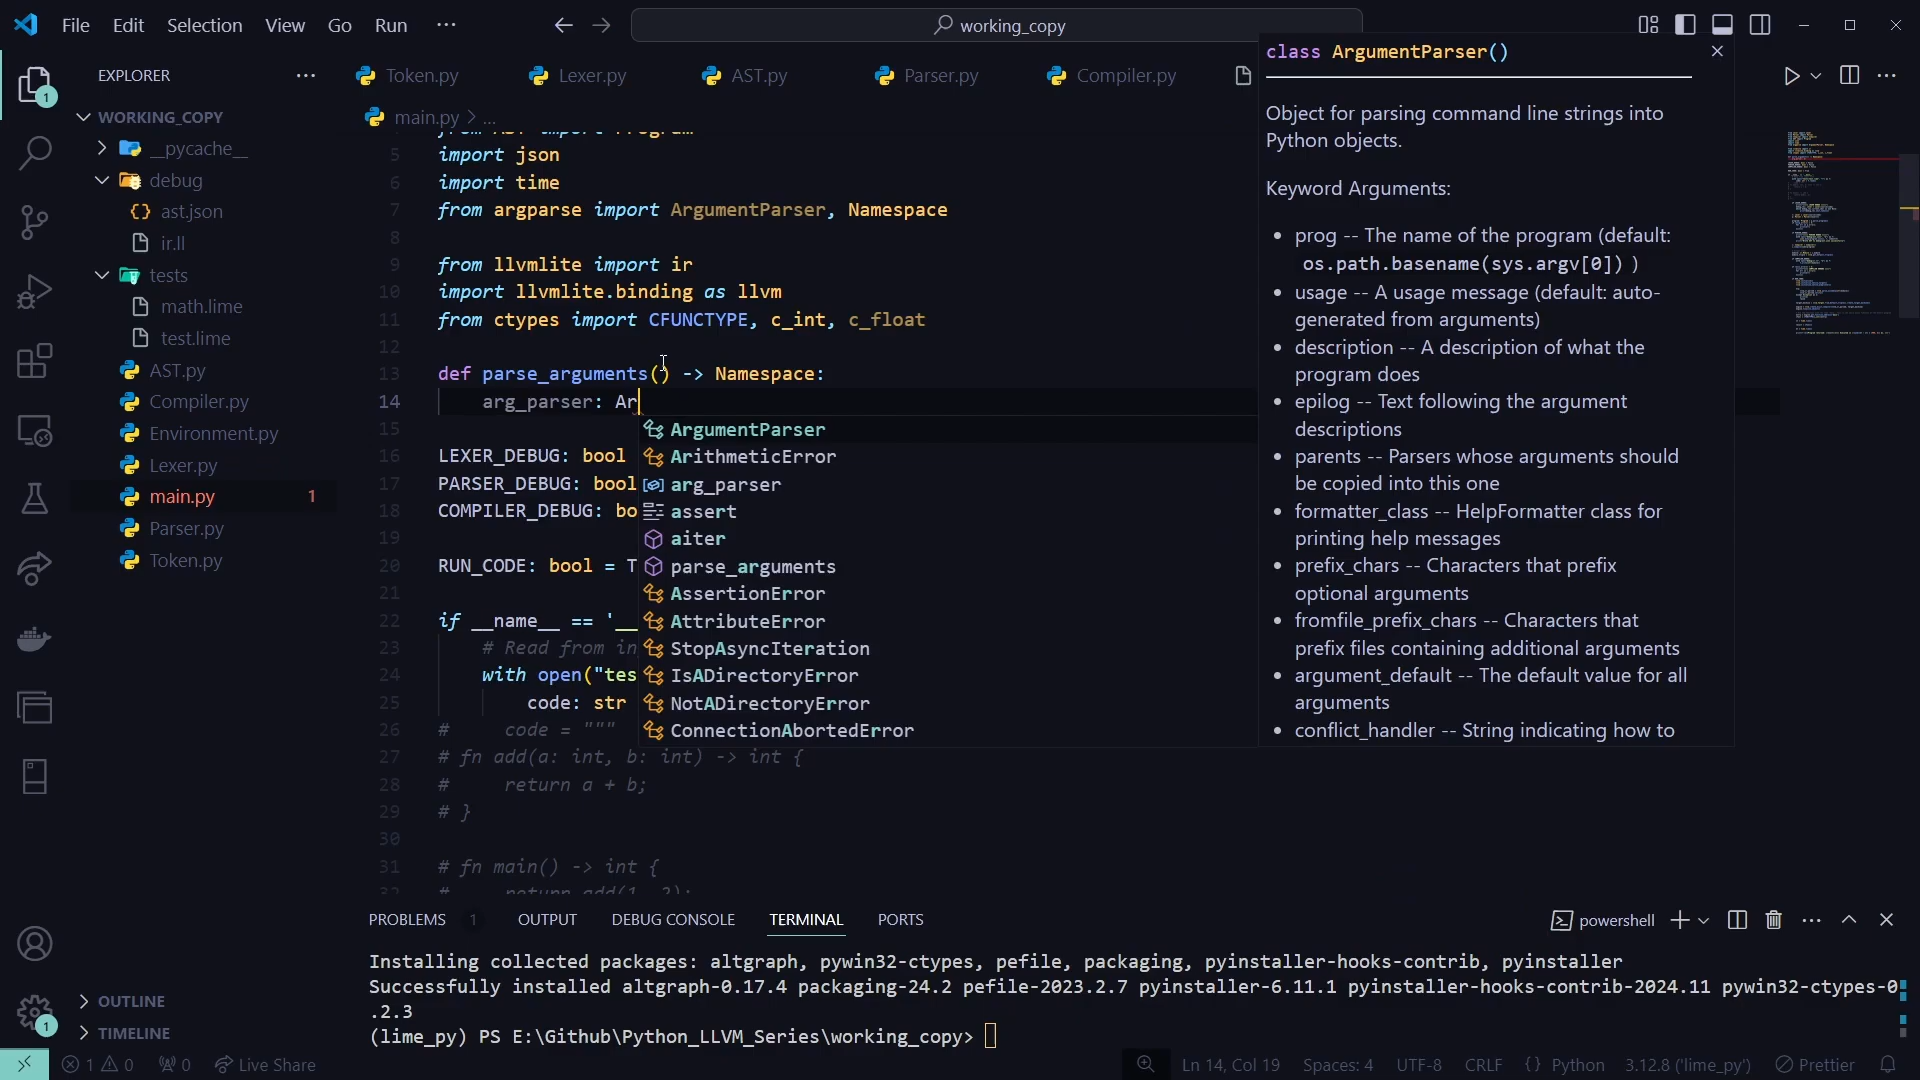 File Edit Selection View Go Run ··· working_copy
EXPLORER ···
WORKING_COPY
__pycache__
debug
ast.json
ir.ll
tests
math.lime
test.lime
AST.py
Compiler.py
Environment.py
Lexer.py
main.py 1
Parser.py
Token.py
OUTLINE
TIMELINE
1
1
Token.py Lexer.py AST.py Parser.py Compiler.py
main.py > ...
from AST import Program
5 import json
6 import time
7 from argparse import ArgumentParser, Namespace
8
9 from llvmlite import ir
10 import llvmlite.binding as llvm
11 from ctypes import CFUNCTYPE, c_int, c_float
12
13 def parse_arguments() -> Namespace:
14 arg_parser: Ar
15
16 LEXER_DEBUG: bool
17 PARSER_DEBUG: bool
18 COMPILER_DEBUG: bo
19
20 RUN_CODE: bool = T
21
22 if __name__ == '__
23 # Read from in
24 with open("tes
25 code: str
26 # code = """
27 # fn add(a: int, b: int) -> int {
28 # return a + b;
29 # }
30
31 # fn main() -> int {
32 # return add(1, 2);
ArgumentParser
ArithmeticError
arg_parser
assert
aiter
parse_arguments
AssertionError
AttributeError
StopAsyncIteration
IsADirectoryError
NotADirectoryError
ConnectionAbortedError
class ArgumentParser()
Object for parsing command line strings into
Python objects.
Keyword Arguments:
• prog -- The name of the program (default:
os.path.basename(sys.argv[0]) )
• usage -- A usage message (default: auto-
generated from arguments)
• description -- A description of what the
program does
• epilog -- Text following the argument
descriptions
• parents -- Parsers whose arguments should
be copied into this one
• formatter_class -- HelpFormatter class for
printing help messages
• prefix_chars -- Characters that prefix
optional arguments
• fromfile_prefix_chars -- Characters that
prefix files containing additional arguments
• argument_default -- The default value for all
arguments
• conflict_handler -- String indicating how to
PROBLEMS 1 OUTPUT DEBUG CONSOLE TERMINAL PORTS powershell
Installing collected packages: altgraph, pywin32-ctypes, pefile, packaging, pyinstaller-hooks-contrib, pyinstaller
Successfully installed altgraph-0.17.4 packaging-24.2 pefile-2023.2.7 pyinstaller-6.11.1 pyinstaller-hooks-contrib-2024.11 pywin32-ctypes-0
.2.3
(lime_py) PS E:\Github\Python_LLVM_Series\working_copy>
1 0 0 Live Share Ln 14, Col 19 Spaces: 4 UTF-8 CRLF {} Python 3.12.8 ('lime_py') Prettier